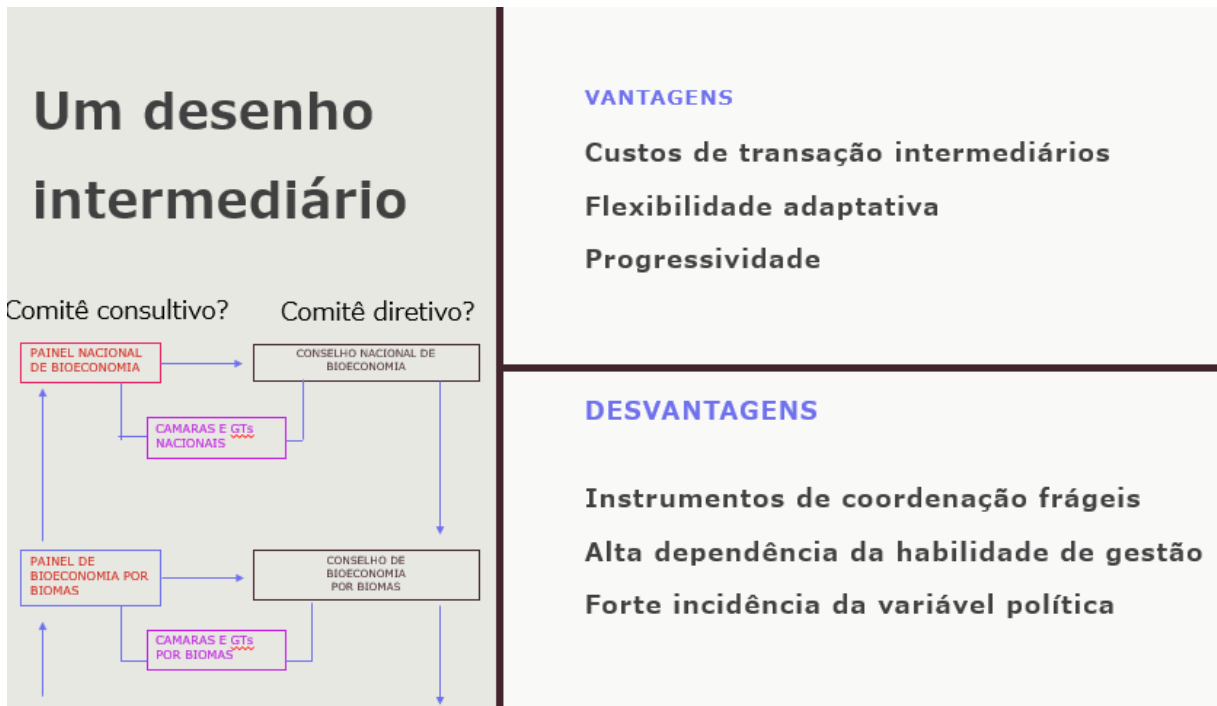 Um desenho
intermediário
Comitê consultivo?
Comitê diretivo?
PAINEL NACIONAL
DE BIOECONOMIA
CONSELHO NACIONAL DE
BIOECONOMIA
CAMARAS E GTs
NACIONAIS
PAINEL DE
BIOECONOMIA POR
BIOMAS
CONSELHO DE
BIOECONOMIA
POR BIOMAS
CAMARAS E GTs
POR BIOMAS
VANTAGENS
Custos de transação intermediários
Flexibilidade adaptativa
Progressividade
DESVANTAGENS
Instrumentos de coordenação frágeis
Alta dependência da habilidade de gestão
Forte incidência da variável política